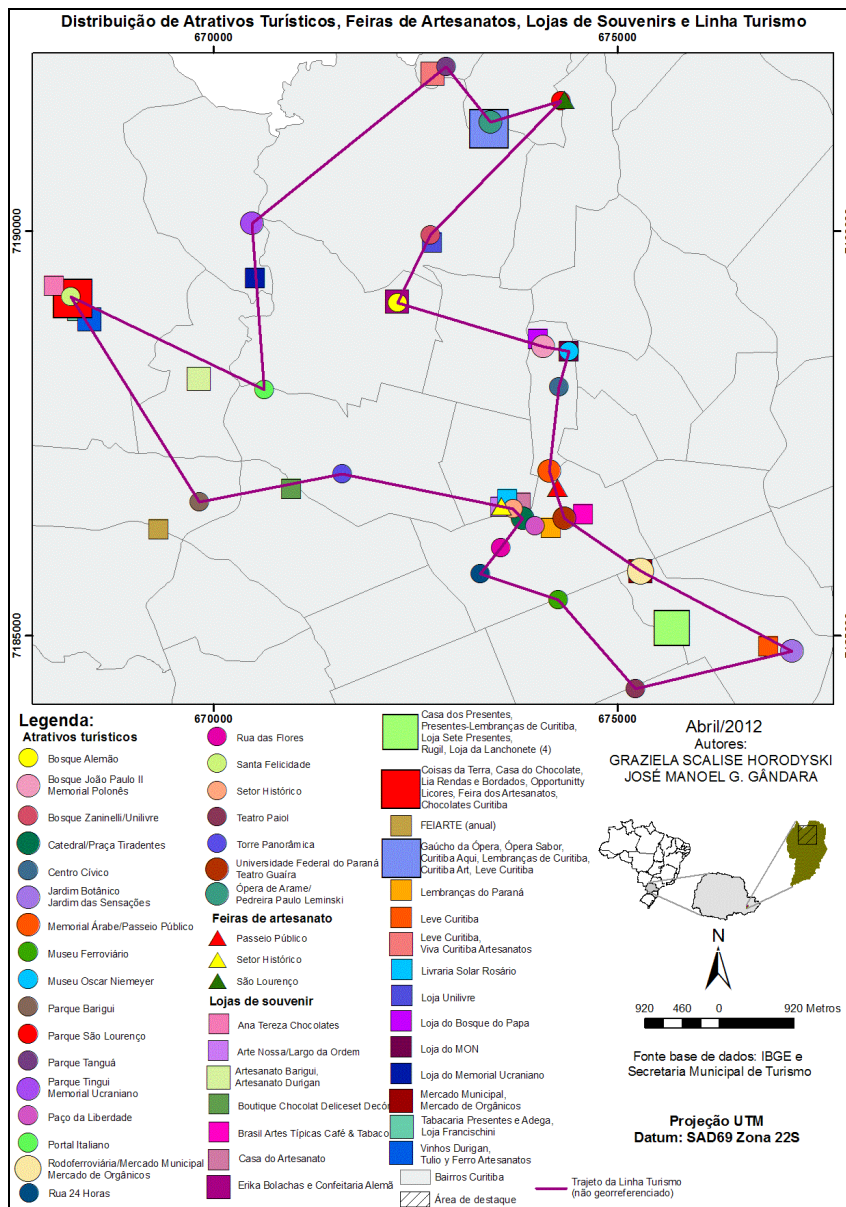 Distribuição de Atrativos Turísticos, Feiras de Artesanatos, Lojas de Souvenirs e Linha Turismo
670000
675000
7190000
7185000
670000
675000
Legenda:
Atrativos turísticos
Bosque Alemão
Bosque João Paulo II
Memorial Polonês
Bosque Zaninelli/Unilivre
Catedral/Praça Tiradentes
Centro Cívico
Jardim Botânico
Jardim das Sensações
Memorial Árabe/Passeio Público
Museu Ferroviário
Museu Oscar Niemeyer
Parque Barigui
Parque São Lourenço
Parque Tanguá
Parque Tingui
Memorial Ucraniano
Paço da Liberdade
Portal Italiano
Rodoferroviária/Mercado Municipal
Mercado de Orgânicos
Rua 24 Horas
Rua das Flores
Santa Felicidade
Setor Histórico
Teatro Paiol
Torre Panorâmica
Universidade Federal do Paraná
Teatro Guaíra
Ópera de Arame/
Pedreira Paulo Leminski
Feiras de artesanato
Passeio Público
Setor Histórico
São Lourenço
Lojas de souvenir
Ana Tereza Chocolates
Arte Nossa/Largo da Ordem
Artesanato Barigui,
Artesanato Durigan
Boutique Chocolat Deliceset Decór
Brasil Artes Típicas Café & Tabaco
Casa do Artesanato
Erika Bolachas e Confeitaria Alemã
Casa dos Presentes,
Presentes-Lembranças de Curitiba,
Loja Sete Presentes,
Rugil, Loja da Lanchonete (4)
Coisas da Terra, Casa do Chocolate,
Lia Rendas e Bordados, Opportunitty
Licores, Feira dos Artesanatos,
Chocolates Curitiba
FEIARTE (anual)
Gaúcho da Ópera, Ópera Sabor,
Curitiba Aqui, Lembranças de Curitiba,
Curitiba Art, Leve Curitiba
Lembranças do Paraná
Leve Curitiba
Leve Curitiba,
Viva Curitiba Artesanatos
Livraria Solar Rosário
Loja Unilivre
Loja do Bosque do Papa
Loja do MON
Loja do Memorial Ucraniano
Mercado Municipal,
Mercado de Orgânicos
Tabacaria Presentes e Adega,
Loja Francischini
Vinhos Durigan,
Tulio y Ferro Artesanatos
Bairros Curitiba
Área de destaque
Trajeto da Linha Turismo
(não georreferenciado)
Abril/2012
Autores:
GRAZIELA SCALISE HORODYSKI
JOSÉ MANOEL G. GÂNDARA
N
920 460 0 920 Metros
Fonte base de dados: IBGE e
Secretaria Municipal de Turismo
Projeção UTM
Datum: SAD69 Zona 22S